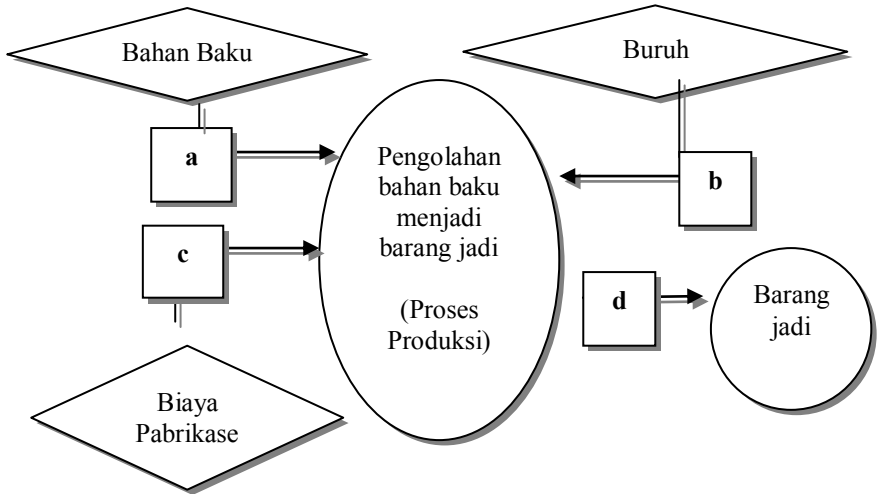 Bahan Baku
Buruh
a
Pengolahan
bahan baku
menjadi
barang jadi
(Proses
Produksi)
b
c
d
Barang
jadi
Biaya
Pabrikase